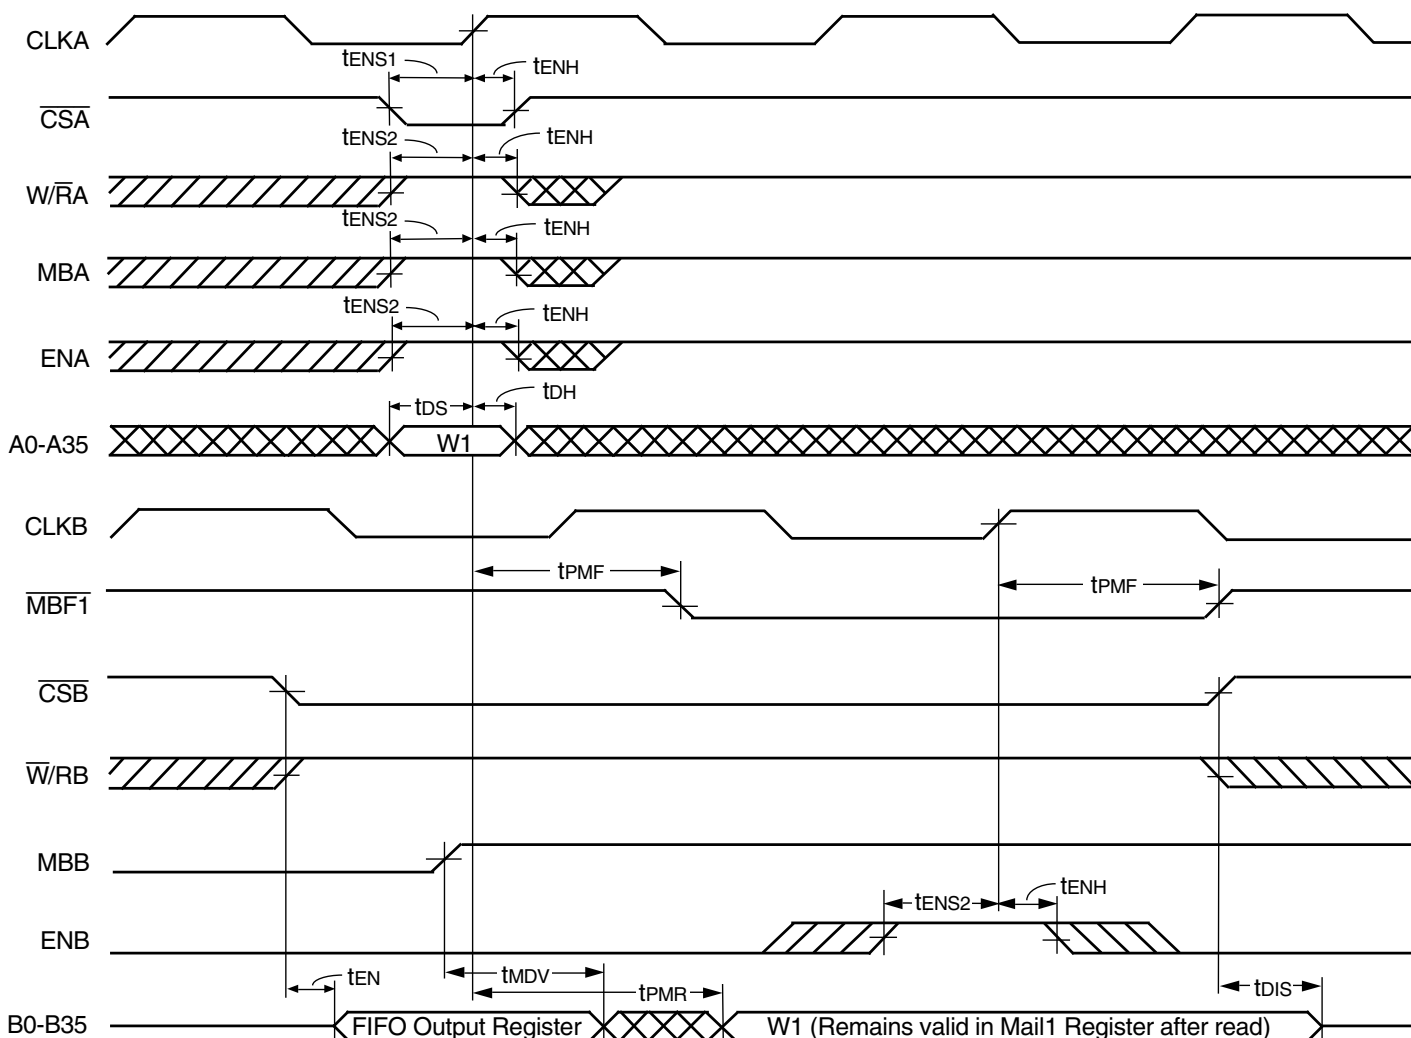 CLKA
tENS1
tENH
CSA
tENS2
tENH
W/RA
tENS2
tENH
MBA
tENS2
tENH
ENA
tDS
tDH
A0-A35
W1
CLKB
tPMF
tPMF
MBF1
CSB
W/RB
MBB
tENS2
tENH
ENB
tEN
tMDV
tPMR
tDIS
B0-B35
FIFO Output Register
W1 (Remains valid in Mail1 Register after read)